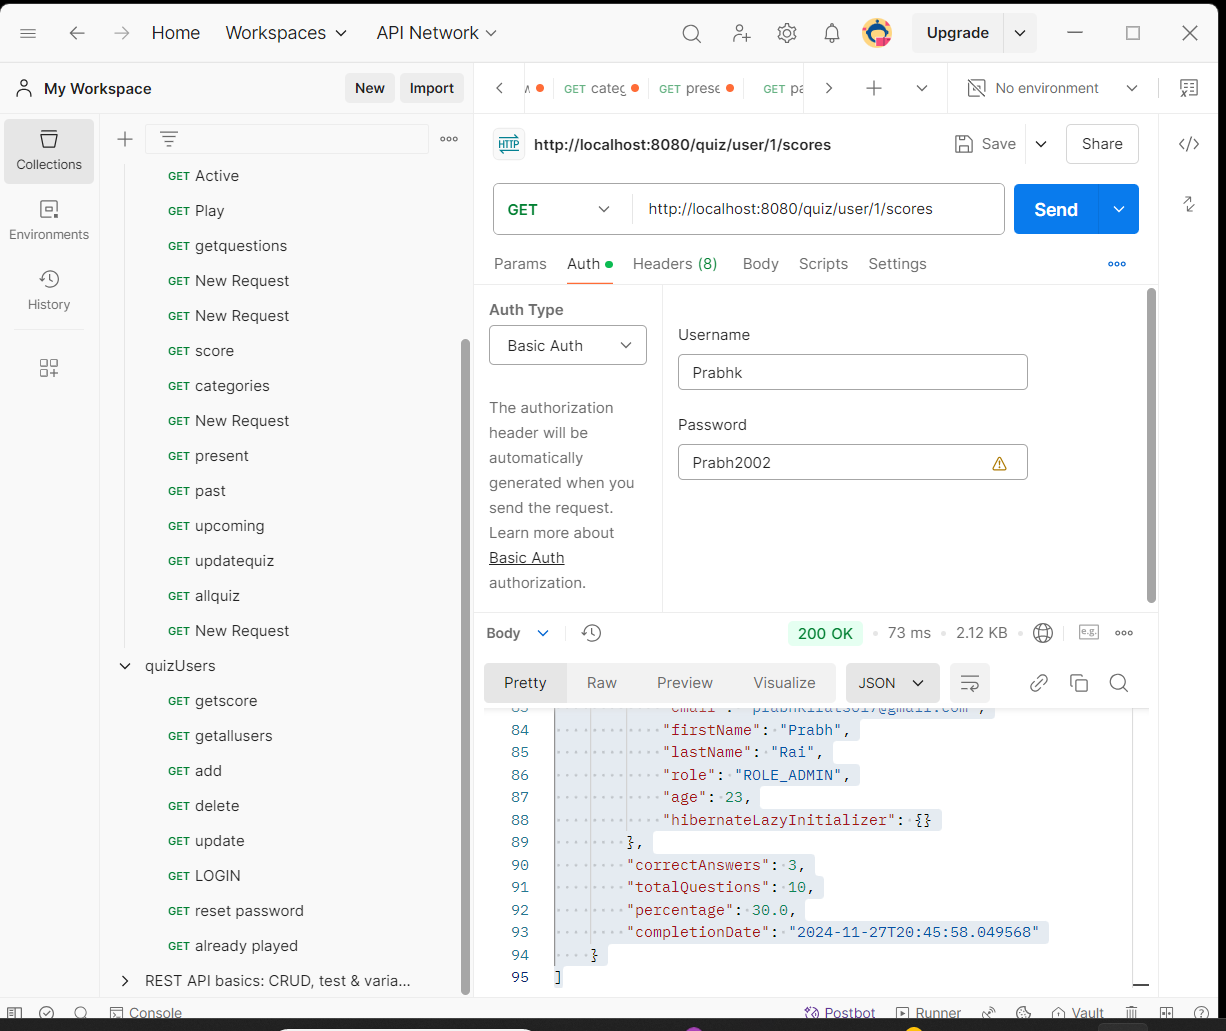 Home
Workspaces
API Network
Upgrade
My Workspace
New
Import
GET categ
GET prese
GET pa
No environment
Collections
Environments
History
GET Active
GET Play
GET getquestions
GET New Request
GET New Request
GET score
GET categories
GET New Request
GET present
GET past
GET upcoming
GET updatequiz
GET allquiz
GET New Request
quizUsers
GET getscore
GET getallusers
GET add
GET delete
GET update
GET LOGIN
GET reset password
GET already played
REST API basics: CRUD, test & varia...
HTTP
http://localhost:8080/quiz/user/1/scores
Save
Share
GET
http://localhost:8080/quiz/user/1/scores
Send
Params
Auth
Headers (8)
Body
Scripts
Settings
Auth Type
Basic Auth
The authorization
header will be
automatically
generated when you
send the request.
Learn more about
Basic Auth
authorization.
Username
Prabhk
Password
Prabh2002
Body
200 OK
73 ms
2.12 KB
e.g.
Pretty
Raw
Preview
Visualize
JSON
84 "firstName": "Prabh",
85 "lastName": "Rai",
86 "role": "ROLE_ADMIN",
87 "age": 23,
88 "hibernateLazyInitializer": {}
89 },
90 "correctAnswers": 3,
91 "totalQuestions": 10,
92 "percentage": 30.0,
93 "completionDate": "2024-11-27T20:45:58.049568"
94 }
95 ]
Console
Postbot
Runner
Vault